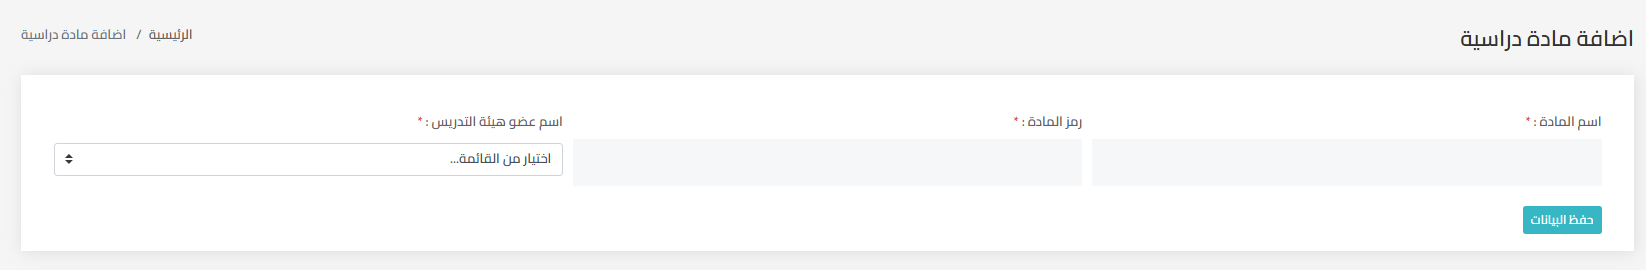 اضافة مادة دراسية
الرئيسية / اضافة مادة دراسية
اسم المادة : *
رمز المادة : *
اسم عضو هيئة التدريس : *
اختيار من القائمة...
حفظ البيانات